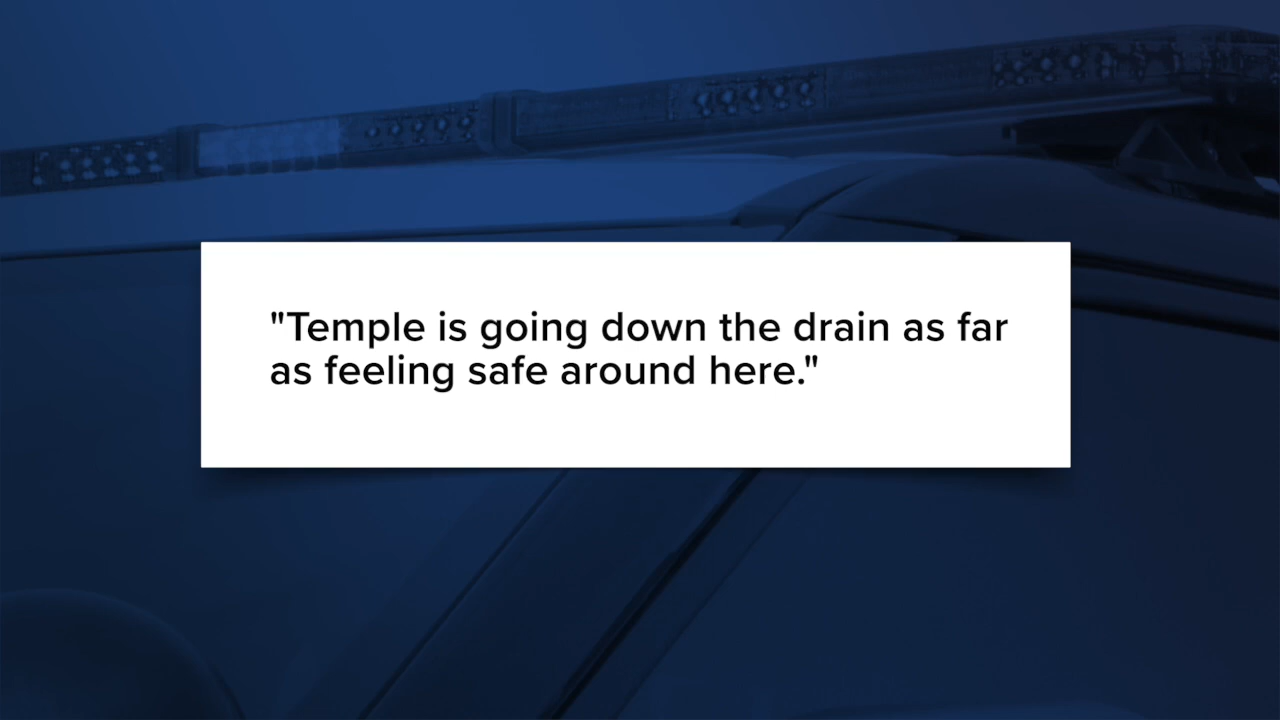 "Temple is going down the drain as far
as feeling safe around here."